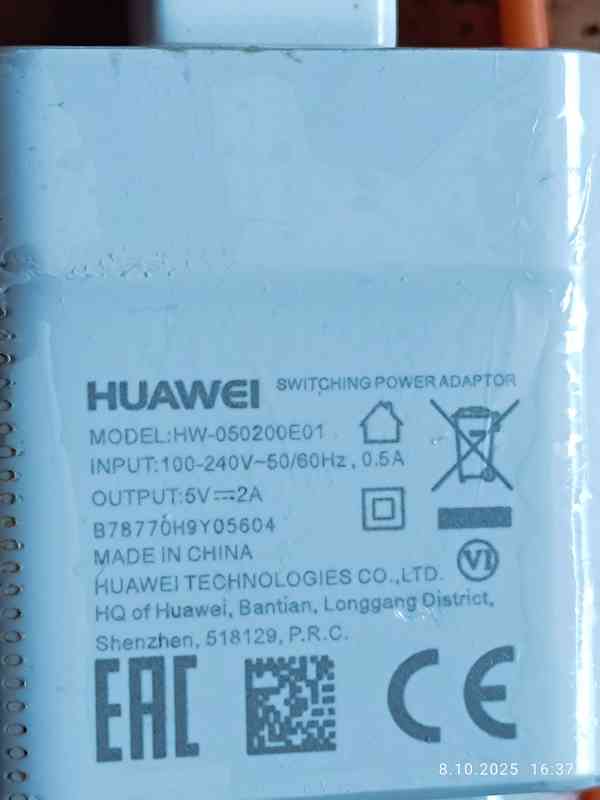 HUAWEI SWITCHING POWER ADAPTOR
MODEL:HW-050200E01
INPUT:100-240V~50/60Hz, 0.5A
OUTPUT:5V⎓2A
B78770H9Y05604
MADE IN CHINA
VI
HUAWEI TECHNOLOGIES CO.,LTD.
HQ of Huawei, Bantian, Longgang District,
Shenzhen, 518129, P.R.C.
EAC CE
8.10.2025 16:37